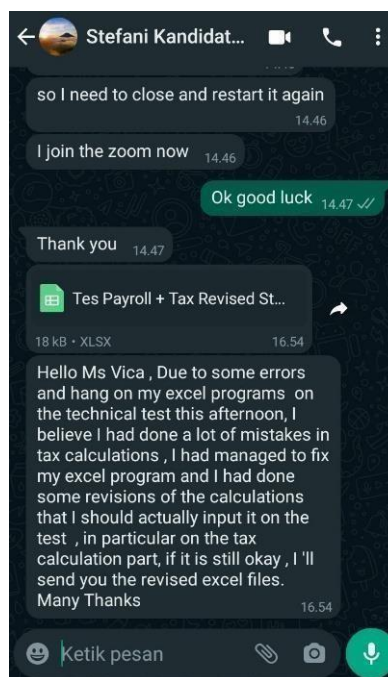 Stefani Kandidat...
so I need to close and restart it again
14.46
I join the zoom now 14.46
Ok good luck 14.47
Thank you 14.47
Tes Payroll + Tax Revised St...
18 kB • XLSX 16.54
Hello Ms Vica , Due to some errors
and hang on my excel programs on
the technical test this afternoon, I
believe I had done a lot of mistakes in
tax calculations , I had managed to fix
my excel program and I had done
some revisions of the calculations
that I should actually input it on the
test , in particular on the tax
calculation part, if it is still okay , I 'll
send you the revised excel files.
Many Thanks
16.54
Ketik pesan